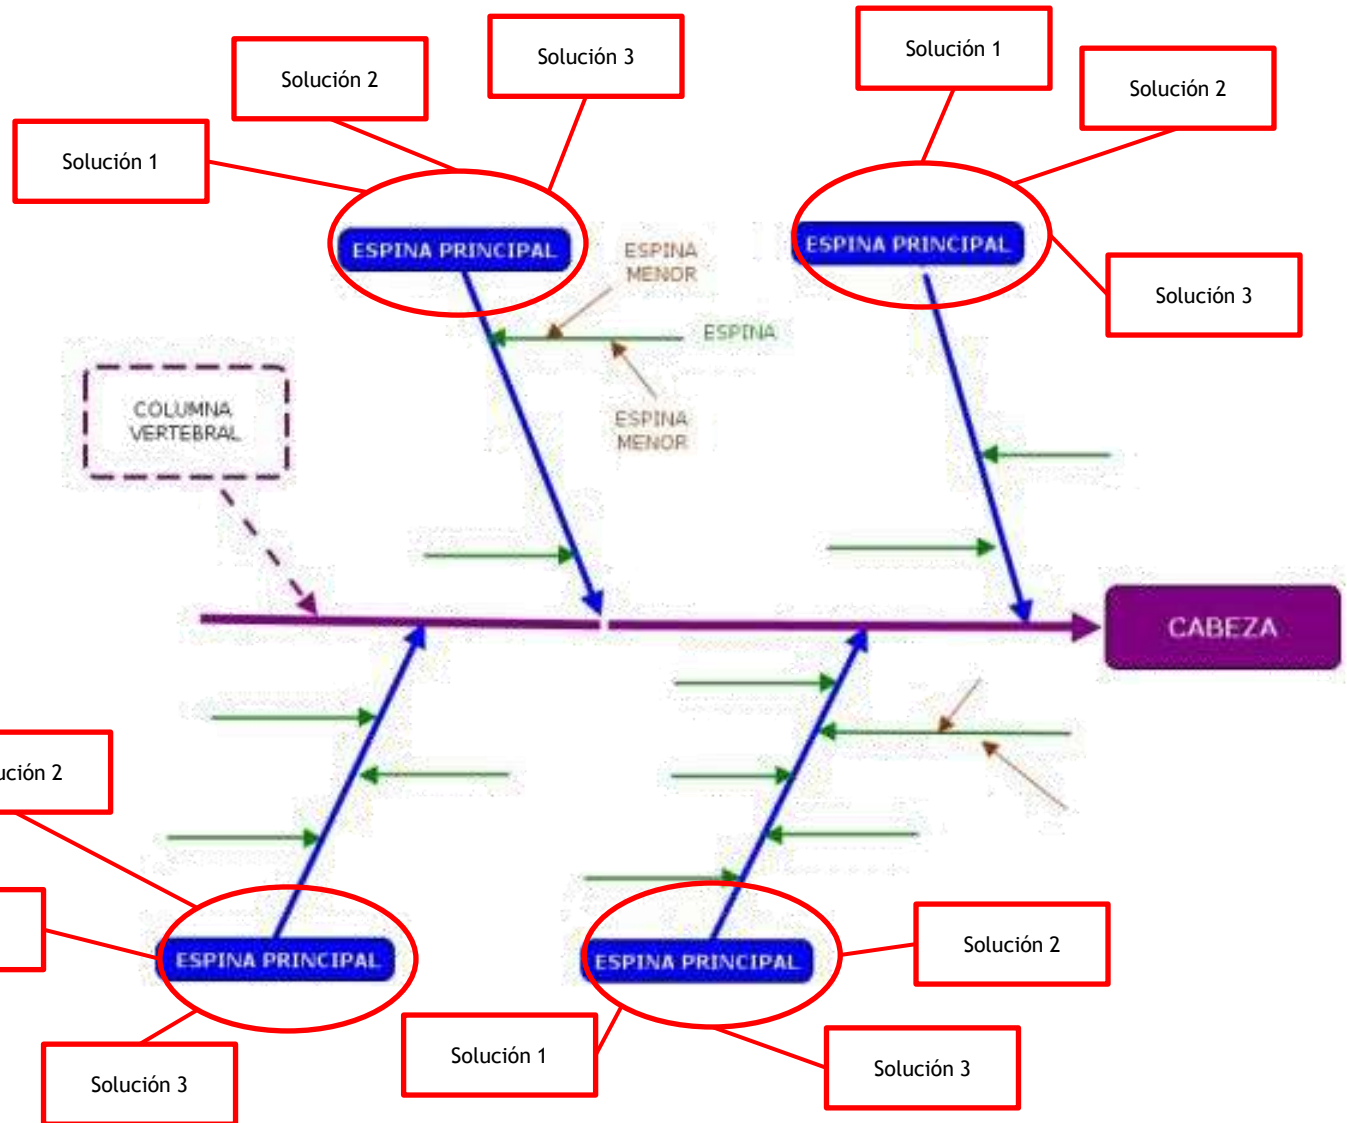 Solución 1
Solución 2
Solución 3
Solución 1
Solución 2
Solución 3
ESPINA PRINCIPAL
ESPINA PRINCIPAL
ESPINA
MENOR
ESPINA
ESPINA
MENOR
COLUMNA
VERTEBRAL
CABEZA
ución 2
ESPINA PRINCIPAL
ESPINA PRINCIPAL
Solución 2
Solución 3
Solución 1
Solución 3